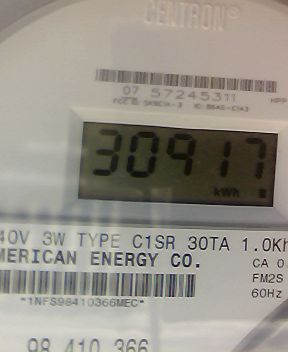 CENTRON®
07 57245311
30917
kWh
40V 3W TYPE C1SR 30TA 1.0Kh
MERICAN ENERGY CO.
CA 0.
FM2S
60Hz
*1NFS98410366MEC*
98 410 366